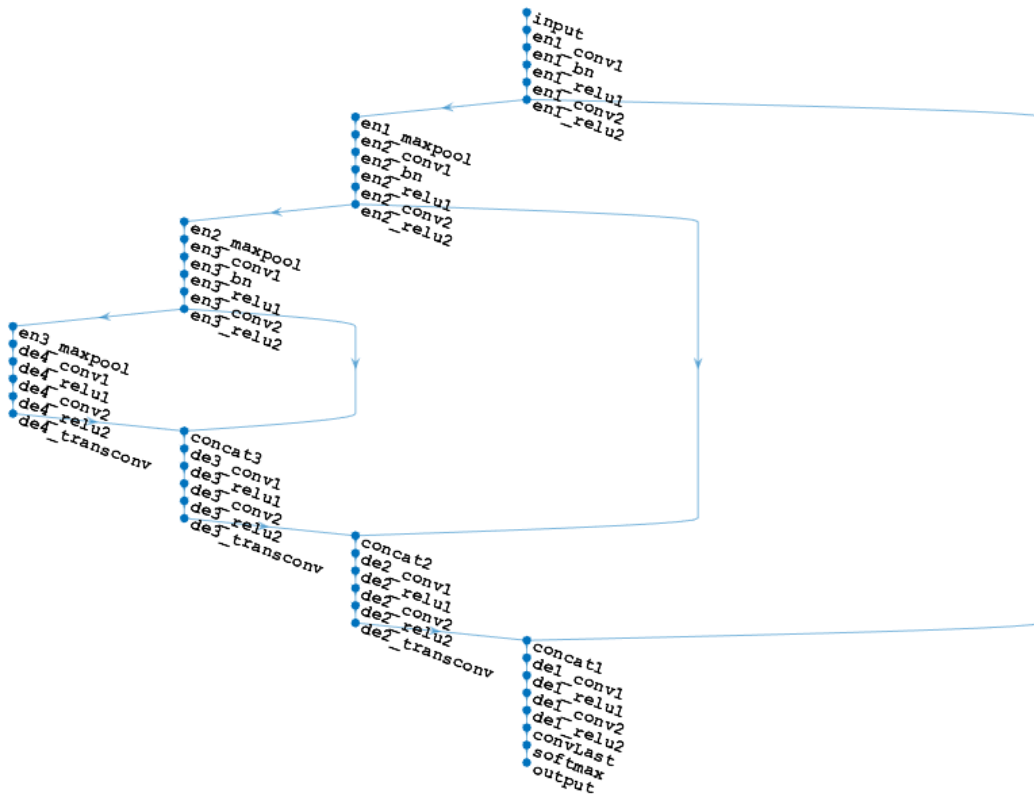 input
en1_conv1
en1_bn
en1_relu1
en1_conv2
en1_relu2
en1_maxpool
en2_conv1
en2_bn
en2_relu1
en2_conv2
en2_relu2
en2_maxpool
en3_conv1
en3_bn
en3_relu1
en3_conv2
en3_relu2
en3_maxpool
de4_conv1
de4_relu1
de4_conv2
de4_relu2
de4_transconv
concat3
de3_conv1
de3_relu1
de3_conv2
de3_relu2
de3_transconv
concat2
de2_conv1
de2_relu1
de2_conv2
de2_relu2
de2_transconv
concat1
de1_conv1
de1_relu1
de1_conv2
de1_relu2
convLast
softmax
output